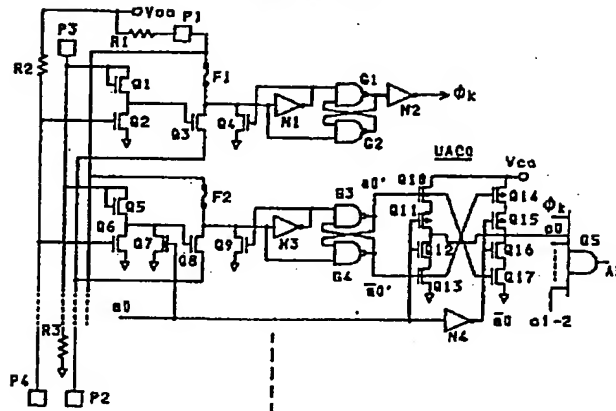 Vcc
P1
P3
R1
R2
Q1
F1
G1
Q2
Q3
Q4
N1
N2
φk
G2
UAC0
Vcc
Q10
Q14
Q5
F2
G3
a0'
Q11
Q15
φk
Q6
a0
Q7
Q8
Q9
N3
Q12
Q16
G5
G4
Q13
Q17
a̅0'
R3
a0
N4
a̅0
a1-2
P4
P2